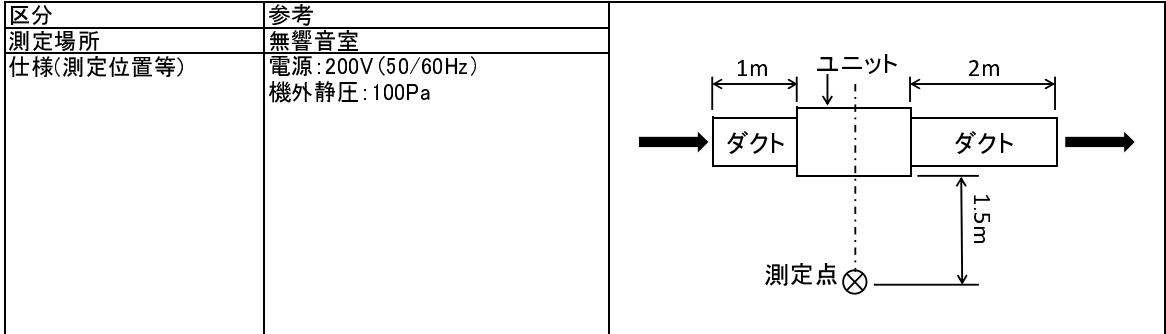 区分 参考
測定場所 無響音室
仕様(測定位置等) 電源:200V(50/60Hz)
機外静圧:100Pa
1m ユニット 2m
ダクト ダクト
1.5m
測定点